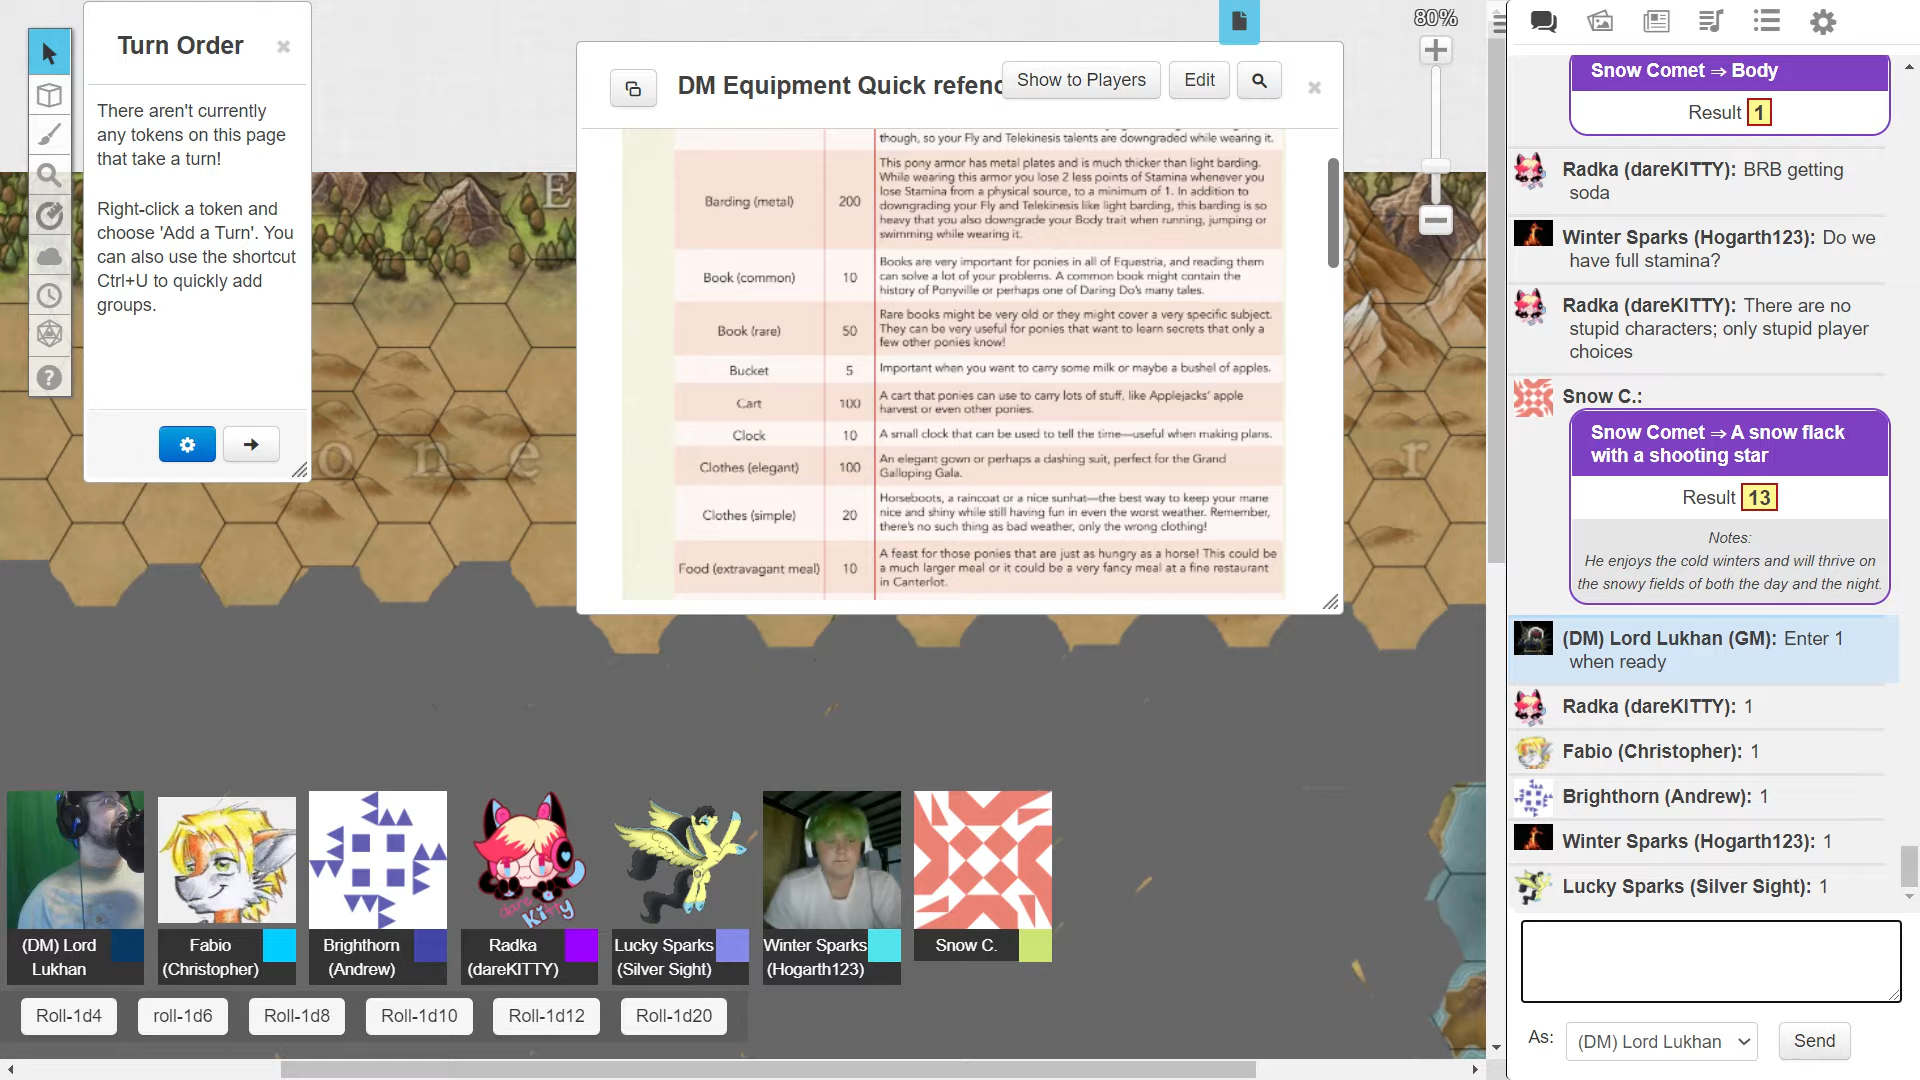 Turn Order
There aren't currently
any tokens on this page
that take a turn!
Right-click a token and
choose 'Add a Turn'. You
can also use the shortcut
Ctrl+U to quickly add
groups.
DM Equipment Quick refenc
Show to Players
Edit
though, so your Fly and Telekinesis talents are downgraded while wearing it.
Barding (metal)
200
This pony armor has metal plates and is much thicker than light barding.
While wearing this armor you lose 2 less points of Stamina whenever you
lose Stamina from a physical source, to a minimum of 1. In addition to
downgrading your Fly and Telekinesis like light barding, this barding is so
heavy that you also downgrade your Body trait when running, jumping or
swimming while wearing it.
Book (common)
10
Books are very important for ponies in all of Equestria, and reading them
can solve a lot of your problems. A common book might contain the
history of Ponyville or perhaps one of Daring Do's many tales.
Book (rare)
50
Rare books might be very old or they might cover a very specific subject.
They can be very useful for ponies that want to learn secrets that only a
few other ponies know!
Bucket
5
Important when you want to carry some milk or maybe a bushel of apples.
Cart
100
A cart that ponies can use to carry lots of stuff, like Applejacks' apple
harvest or even other ponies.
Clock
10
A small clock that can be used to tell the time—useful when making plans.
Clothes (elegant)
100
An elegant gown or perhaps a dashing suit, perfect for the Grand
Galloping Gala.
Clothes (simple)
20
Horseboots, a raincoat or a nice sunhat—the best way to keep your mane
nice and shiny while still having fun in even the worst weather. Remember,
there's no such thing as bad weather, only the wrong clothing!
Food (extravagant meal)
10
A feast for those ponies that are just as hungry as a horse! This could be
a much larger meal or it could be a very fancy meal at a fine restaurant
in Canterlot.
80%
E
o n e
r
(DM) Lord
Lukhan
Fabio
(Christopher)
Brighthorn
(Andrew)
dare
Kitty
Radka
(dareKITTY)
Lucky Sparks
(Silver Sight)
Winter Sparks
(Hogarth123)
Snow C.
Roll-1d4
roll-1d6
Roll-1d8
Roll-1d10
Roll-1d12
Roll-1d20
Snow Comet ⇒ Body
Result 1
Radka (dareKITTY): BRB getting
soda
Winter Sparks (Hogarth123): Do we
have full stamina?
Radka (dareKITTY): There are no
stupid characters; only stupid player
choices
Snow C.:
Snow Comet ⇒ A snow flack
with a shooting star
Result 13
Notes:
He enjoys the cold winters and will thrive on
the snowy fields of both the day and the night.
(DM) Lord Lukhan (GM): Enter 1
when ready
Radka (dareKITTY): 1
Fabio (Christopher): 1
Brighthorn (Andrew): 1
Winter Sparks (Hogarth123): 1
Lucky Sparks (Silver Sight): 1
As:
(DM) Lord Lukhan
Send